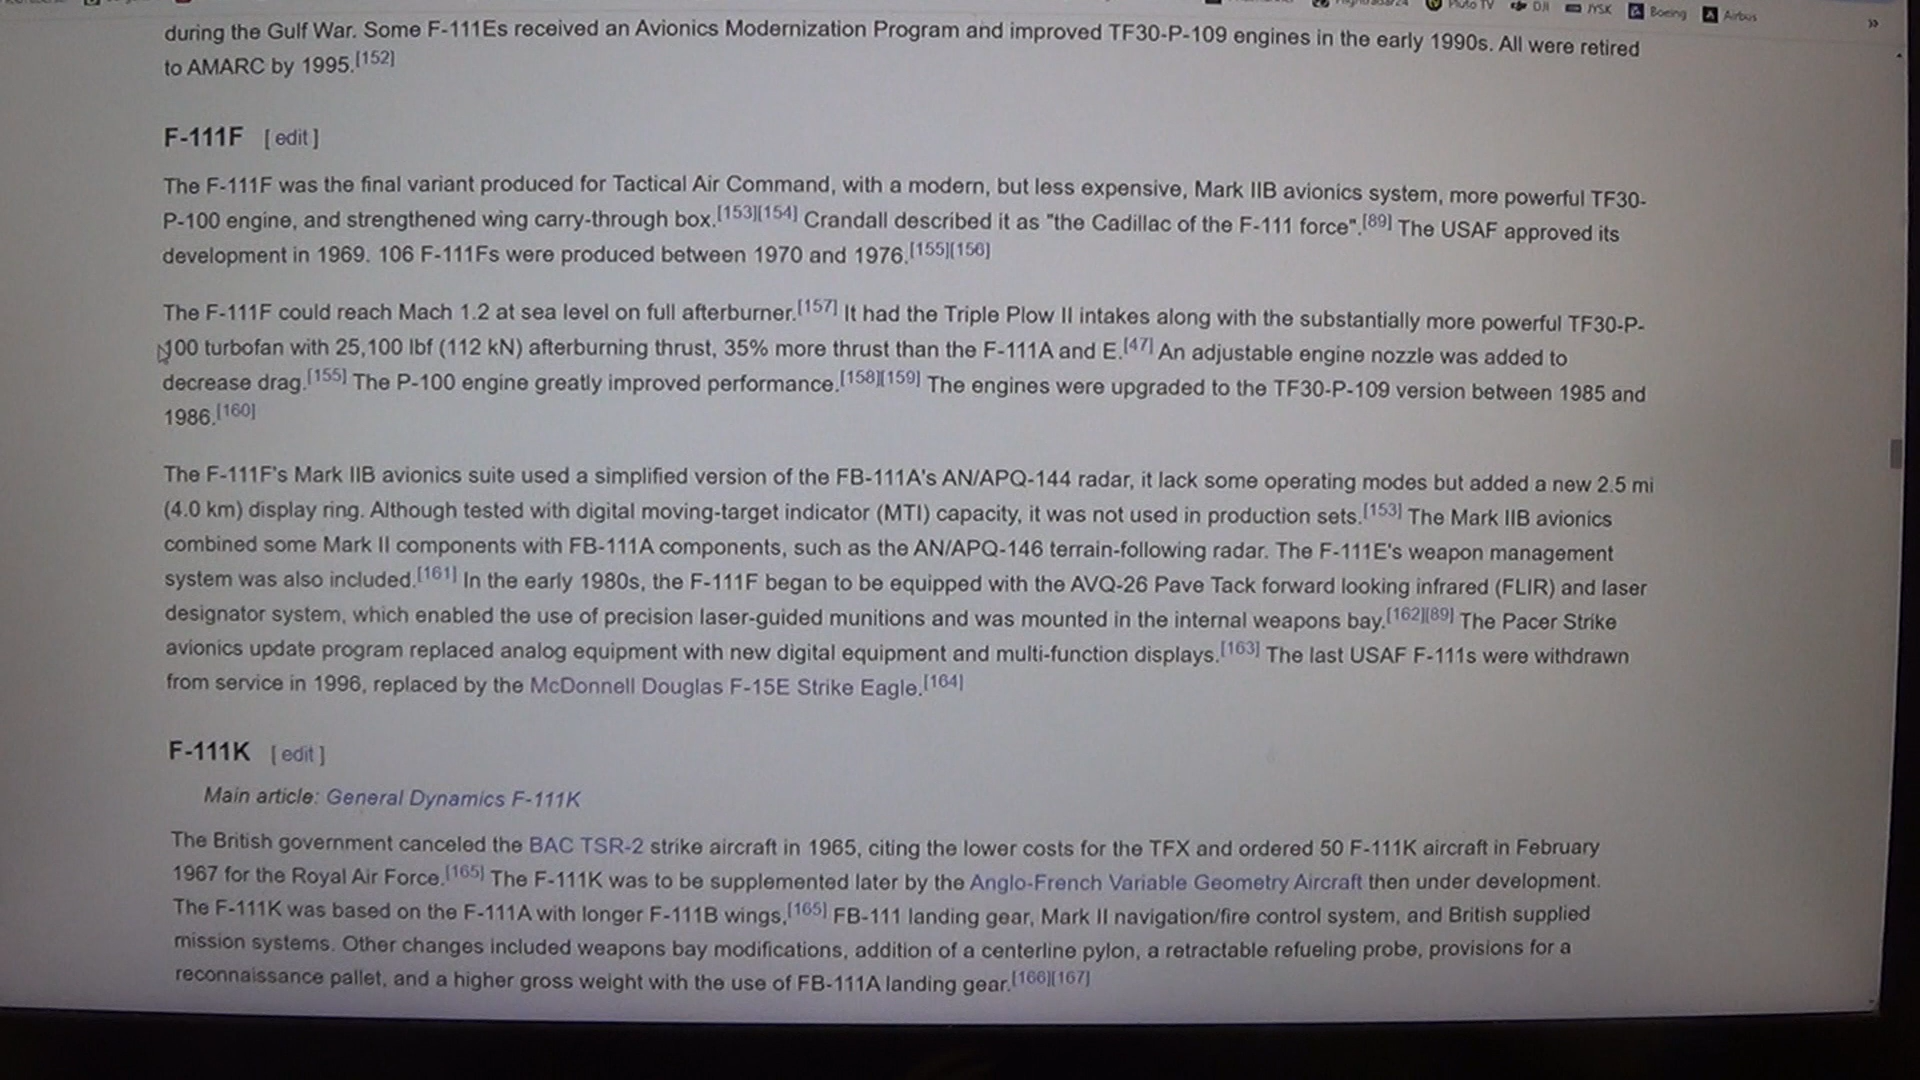 Pluto TV DJI JYSK Boeing Airbus »
during the Gulf War. Some F-111Es received an Avionics Modernization Program and improved TF30-P-109 engines in the early 1990s. All were retired
to AMARC by 1995.[152]
F-111F [ edit ]
The F-111F was the final variant produced for Tactical Air Command, with a modern, but less expensive, Mark IIB avionics system, more powerful TF30-
P-100 engine, and strengthened wing carry-through box.[153][154] Crandall described it as "the Cadillac of the F-111 force".[89] The USAF approved its
development in 1969. 106 F-111Fs were produced between 1970 and 1976.[155][156]
The F-111F could reach Mach 1.2 at sea level on full afterburner.[157] It had the Triple Plow II intakes along with the substantially more powerful TF30-P-
100 turbofan with 25,100 lbf (112 kN) afterburning thrust, 35% more thrust than the F-111A and E.[47] An adjustable engine nozzle was added to
decrease drag.[155] The P-100 engine greatly improved performance.[158][159] The engines were upgraded to the TF30-P-109 version between 1985 and
1986.[160]
The F-111F's Mark IIB avionics suite used a simplified version of the FB-111A's AN/APQ-144 radar, it lack some operating modes but added a new 2.5 mi
(4.0 km) display ring. Although tested with digital moving-target indicator (MTI) capacity, it was not used in production sets.[153] The Mark IIB avionics
combined some Mark II components with FB-111A components, such as the AN/APQ-146 terrain-following radar. The F-111E's weapon management
system was also included.[161] In the early 1980s, the F-111F began to be equipped with the AVQ-26 Pave Tack forward looking infrared (FLIR) and laser
designator system, which enabled the use of precision laser-guided munitions and was mounted in the internal weapons bay.[162][89] The Pacer Strike
avionics update program replaced analog equipment with new digital equipment and multi-function displays.[163] The last USAF F-111s were withdrawn
from service in 1996, replaced by the McDonnell Douglas F-15E Strike Eagle.[164]
F-111K [ edit ]
Main article: General Dynamics F-111K
The British government canceled the BAC TSR-2 strike aircraft in 1965, citing the lower costs for the TFX and ordered 50 F-111K aircraft in February
1967 for the Royal Air Force.[165] The F-111K was to be supplemented later by the Anglo-French Variable Geometry Aircraft then under development.
The F-111K was based on the F-111A with longer F-111B wings,[165] FB-111 landing gear, Mark II navigation/fire control system, and British supplied
mission systems. Other changes included weapons bay modifications, addition of a centerline pylon, a retractable refueling probe, provisions for a
reconnaissance pallet, and a higher gross weight with the use of FB-111A landing gear.[166][167]